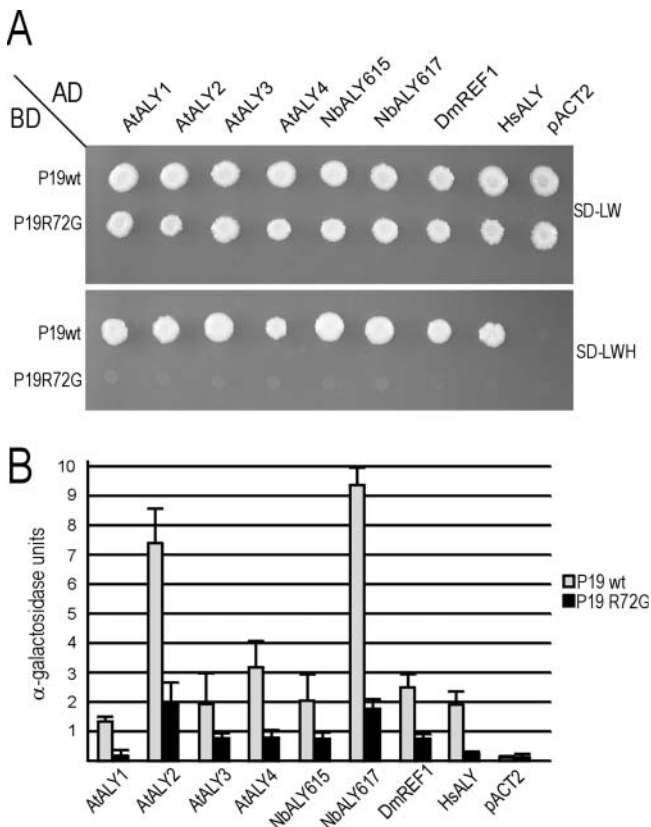 A
AD
BD
AtALY1 AtALY2 AtALY3 AtALY4 NbALY615 NbALY617 DmREF1 HsALY pACT2
P19wt
P19R72G
SD-LW
P19wt
P19R72G
SD-LWH
B
α-galactosidase units
10
9
8
7
6
5
4
3
2
1
P19 wt
P19 R72G
AtALY1 AtALY2 AtALY3 AtALY4 NbALY615 NbALY617 DmREF1 HsALY pACT2